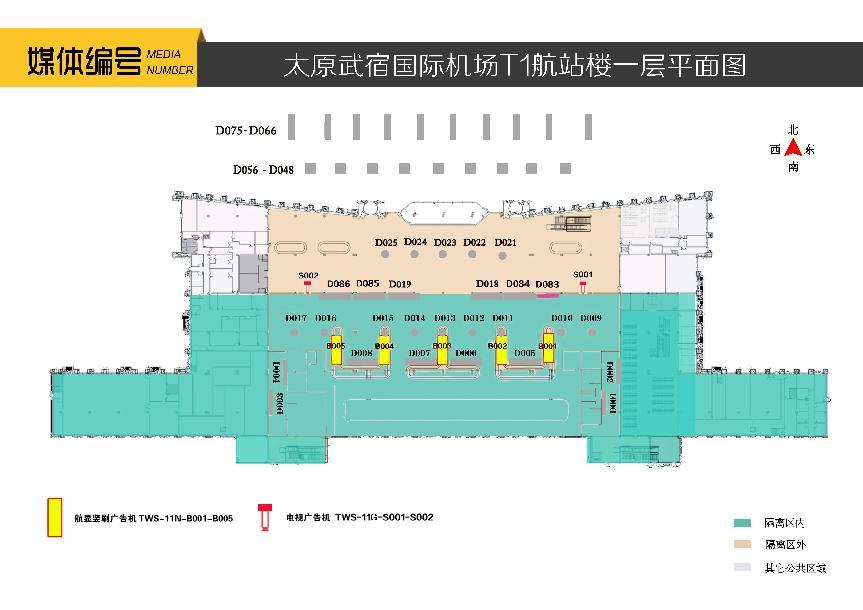 媒体编号 MEDIA NUMBER
太原武宿国际机场T1航站楼一层平面图
北
西 东
南
D075-D066
D056 - D048
D025 D024 D023 D022 D021
S002 S001
D086 D085 D019 D018 D084 D083
D017 D016 D015 D014 D013 D012 D011 D010 D009
B005 B004 B003 B002 B001
D008 D007 D006 D005
D004 D002
D003 D001
航显竖刷广告机 TWS-11N-B001-B005
电视广告机 TWS-11G-S001-S002
隔离区内
隔离区外
其它公共区域